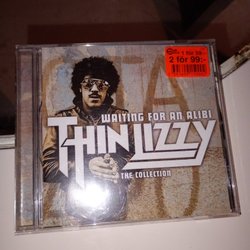 2 för 99:-
WAITING FOR AN ALIBI
THIN LIZZY
THE COLLECTION